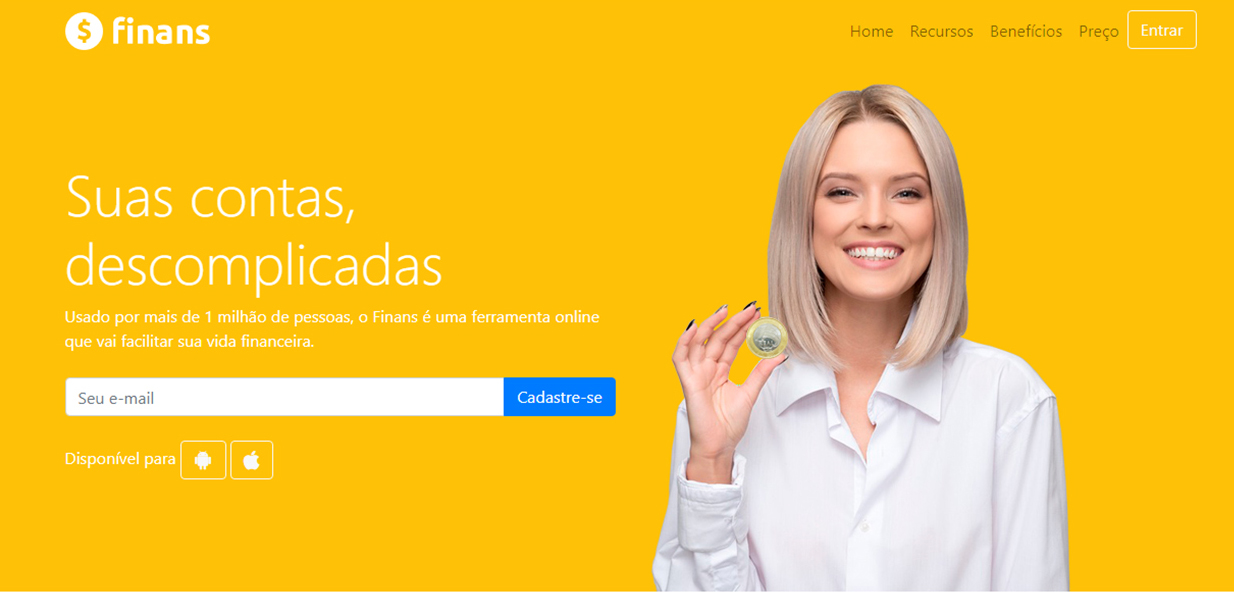 finans
Home Recursos Benefícios Preço Entrar
Suas contas,
descomplicadas
Usado por mais de 1 milhão de pessoas, o Finans é uma ferramenta online
que vai facilitar sua vida financeira.
Seu e-mail Cadastre-se
Disponível para